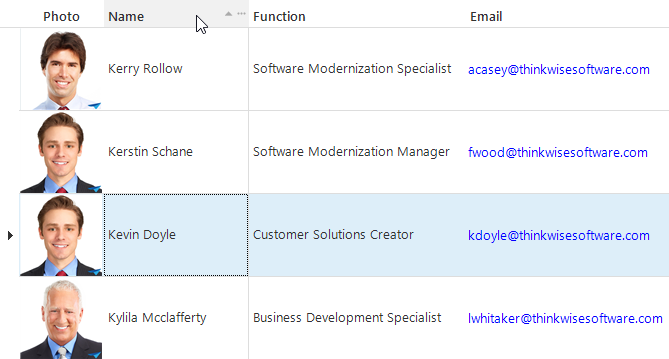 Photo Name Function Email
Kerry Rollow Software Modernization Specialist acasey@thinkwisesoftware.com
Kerstin Schane Software Modernization Manager fwood@thinkwisesoftware.com
Kevin Doyle Customer Solutions Creator kdoyle@thinkwisesoftware.com
Kylila Mcclafferty Business Development Specialist lwhitaker@thinkwisesoftware.com